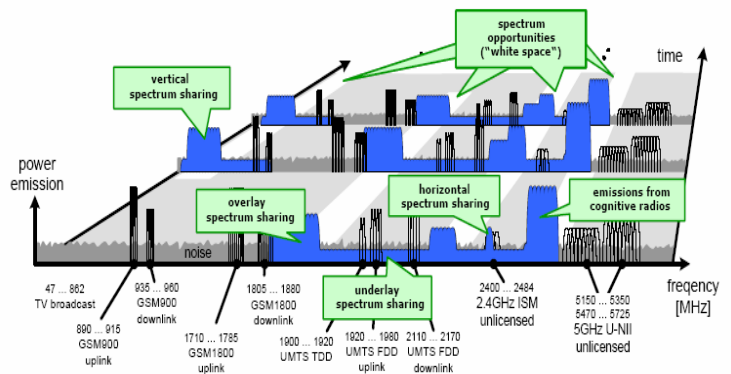 spectrum
opportunities
("white space")
time
vertical
spectrum sharing
power
emission
overlay
spectrum sharing
horizontal
spectrum sharing
emissions from
cognitive radios
noise
underlay
spectrum sharing
freqency
[MHz]
47 ... 862
TV broadcast
890 ... 915
GSM900
uplink
935 ... 960
GSM900
downlink
1710 ... 1785
GSM1800
uplink
1805 ... 1880
GSM1800
downlink
1900 ... 1920
UMTS TDD
1920 ... 1980
UMTS FDD
uplink
2110 ... 2170
UMTS FDD
downlink
2400 ... 2484
2.4GHz ISM
unlicensed
5150 ... 5350
5470 ... 5725
5GHz U-NII
unlicensed